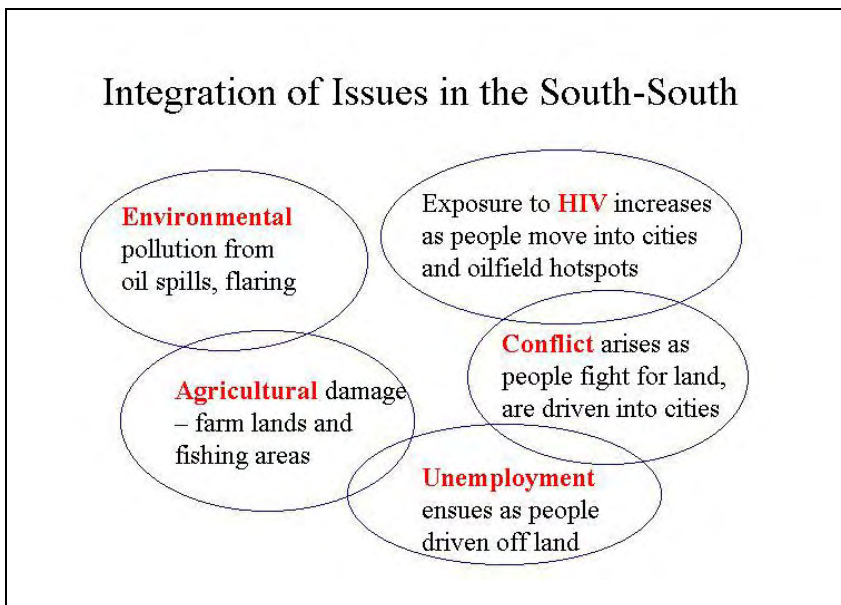 Integration of Issues in the South-South
Environmental
pollution from
oil spills, flaring
Exposure to HIV increases
as people move into cities
and oilfield hotspots
Agricultural damage
– farm lands and
fishing areas
Conflict arises as
people fight for land,
are driven into cities
Unemployment
ensues as people
driven off land